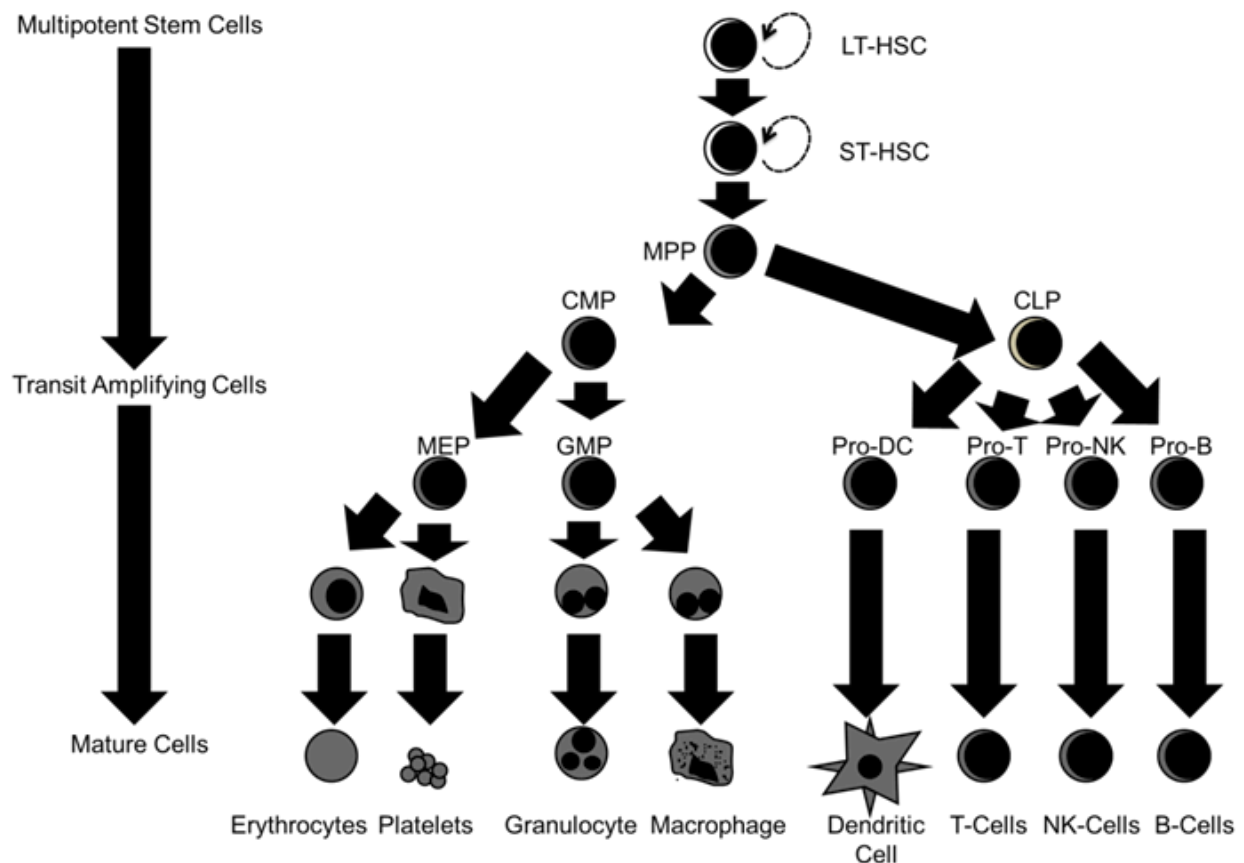 Multipotent Stem Cells
LT-HSC
ST-HSC
MPP
CMP
CLP
Transit Amplifying Cells
MEP
GMP
Pro-DC
Pro-T
Pro-NK
Pro-B
Mature Cells
Erythrocytes
Platelets
Granulocyte
Macrophage
Dendritic
Cell
T-Cells
NK-Cells
B-Cells